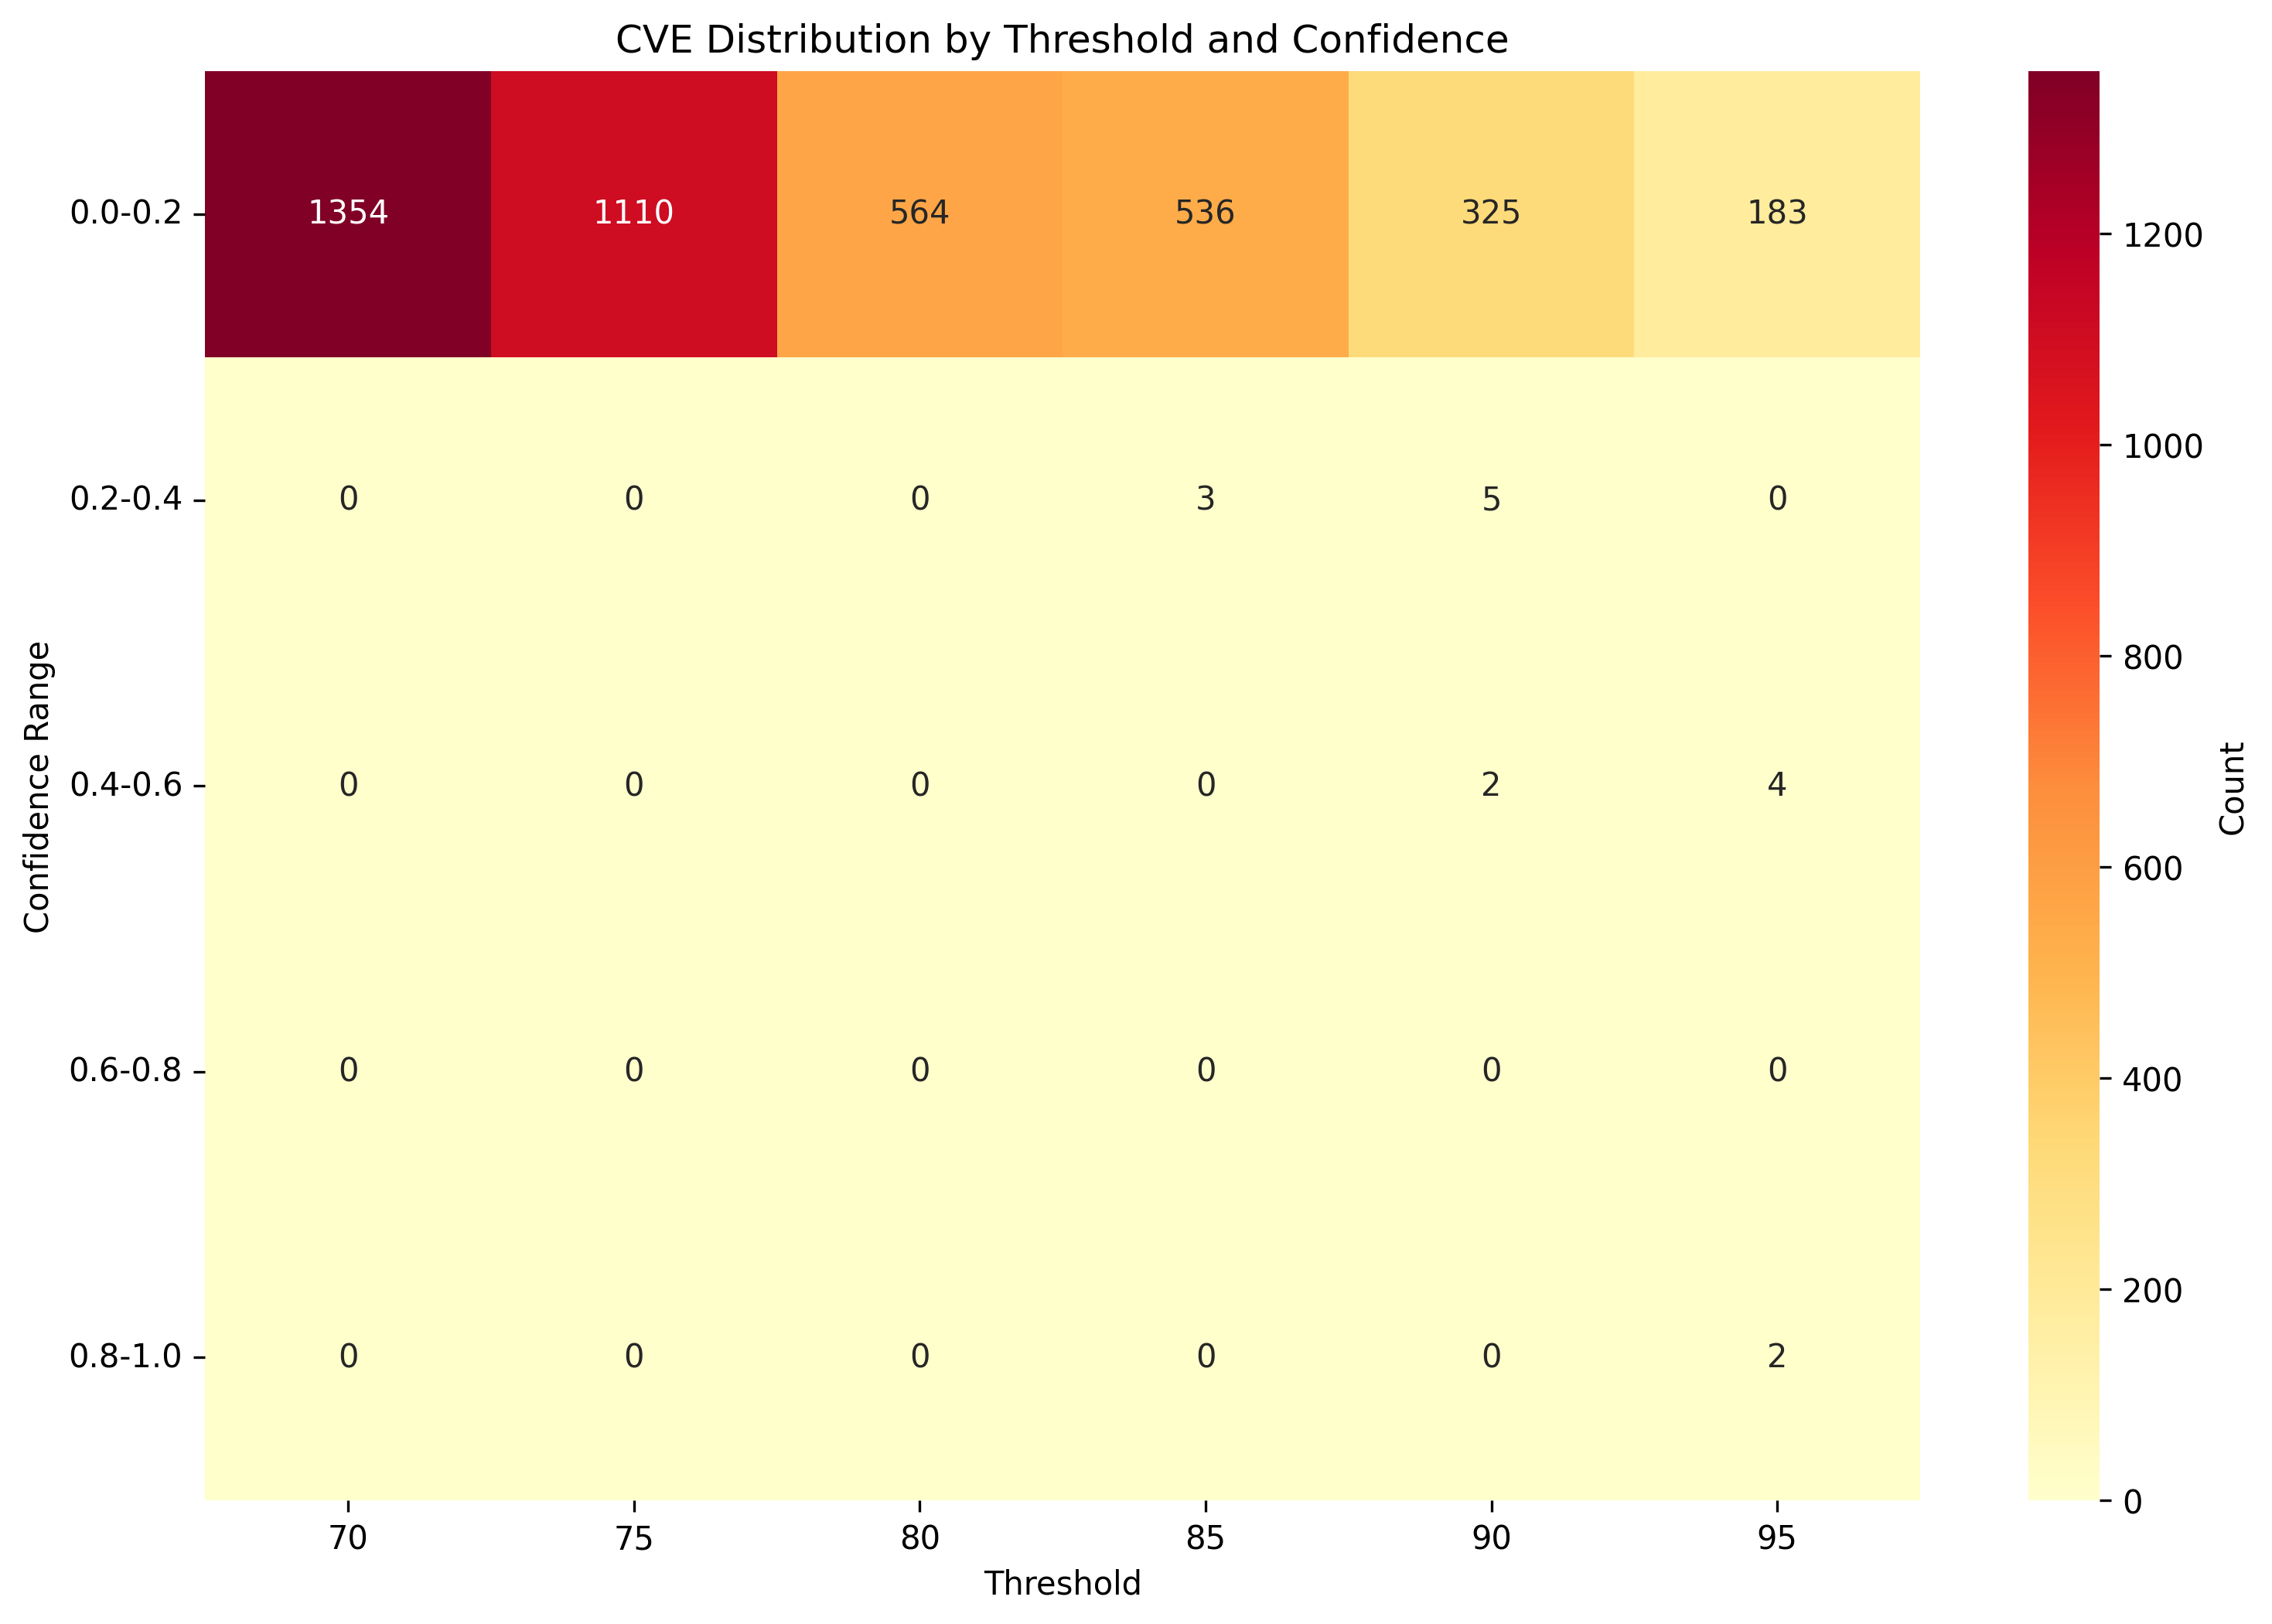 CVE Distribution by Threshold and Confidence
0.0-0.2 1354 1110 564 536 325 183
0.2-0.4 0 0 0 3 5 0
0.4-0.6 0 0 0 0 2 4
0.6-0.8 0 0 0 0 0 0
0.8-1.0 0 0 0 0 0 2
70 75 80 85 90 95
Threshold
Confidence Range
1200
1000
800
600
400
200
0
Count